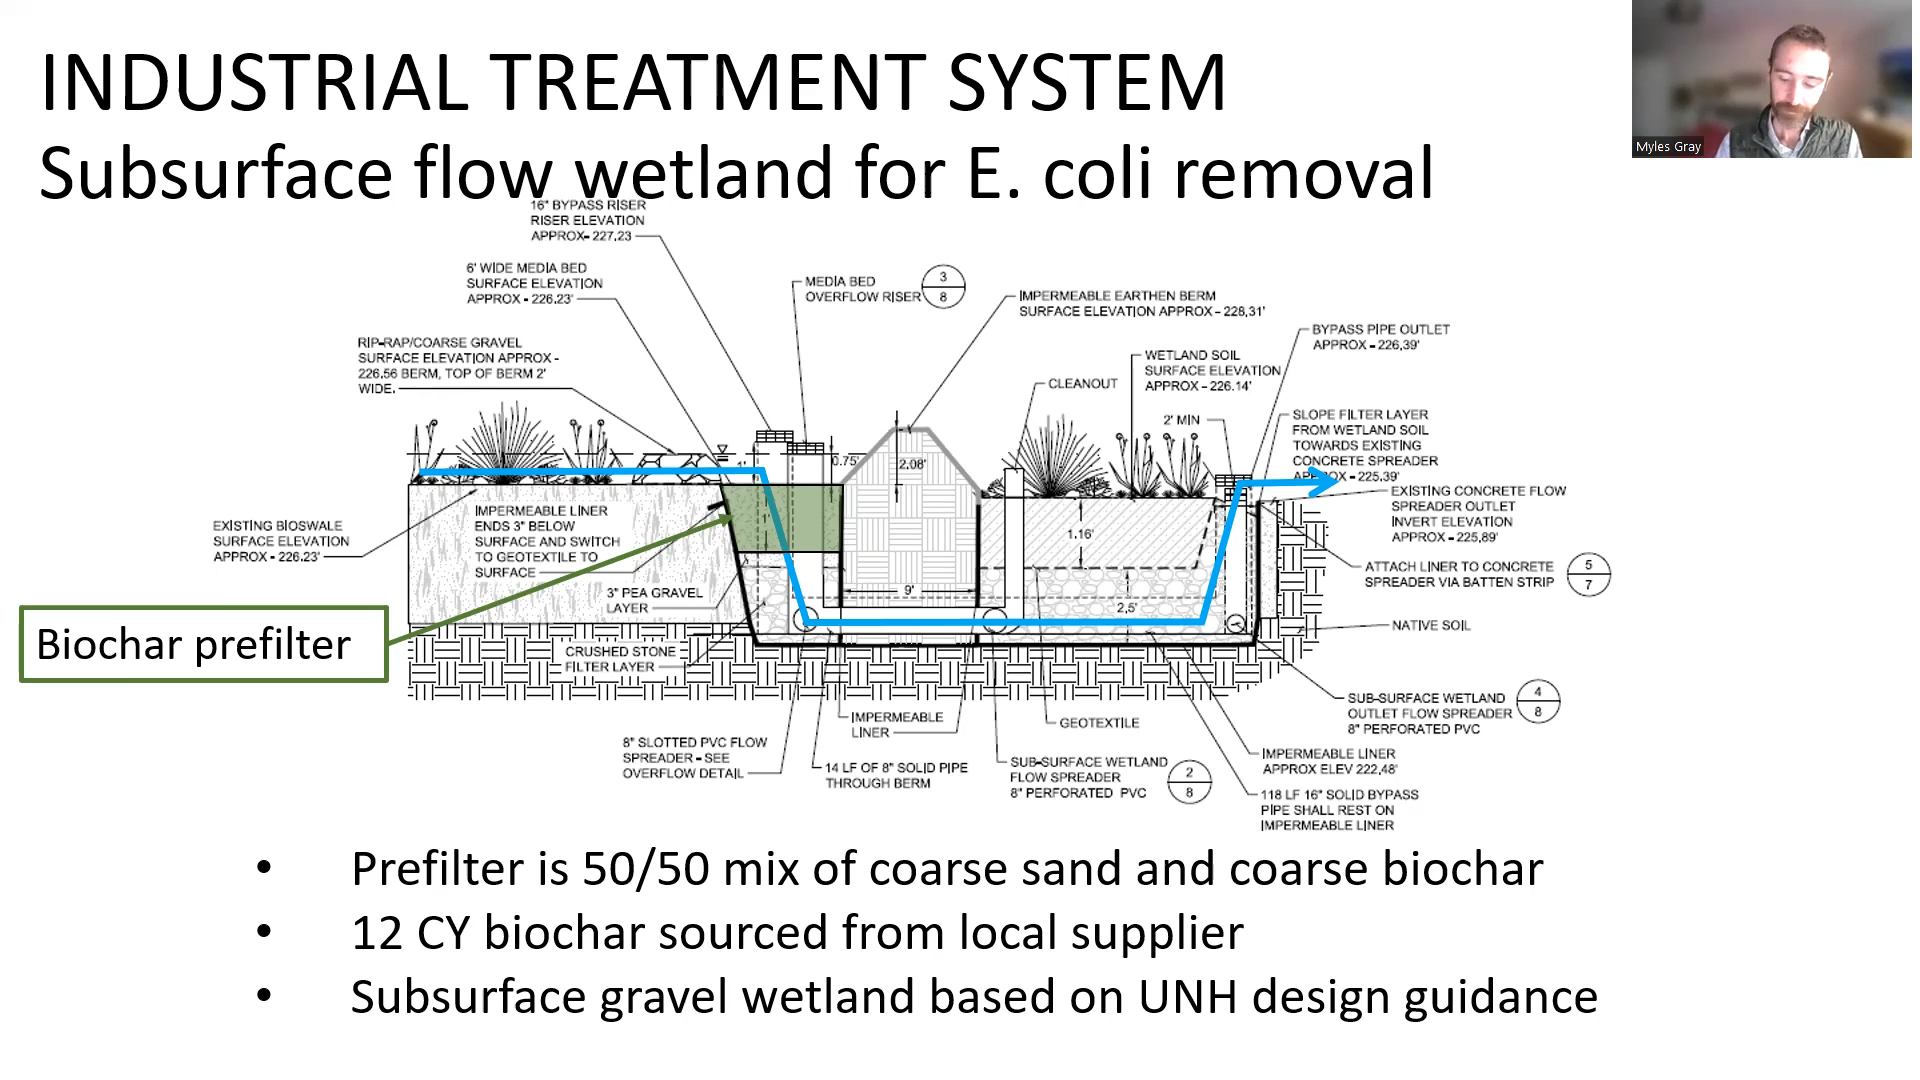 INDUSTRIAL TREATMENT SYSTEM
Subsurface flow wetland for E. coli removal
Myles Gray
16" BYPASS RISER
RISER ELEVATION
APPROX- 227.23
6' WIDE MEDIA BED
SURFACE ELEVATION
APPROX - 226.23'
MEDIA BED
OVERFLOW RISER
3
8
IMPERMEABLE EARTHEN BERM
SURFACE ELEVATION APPROX - 228.31'
BYPASS PIPE OUTLET
APPROX - 226.39'
RIP-RAP/COARSE GRAVEL
SURFACE ELEVATION APPROX -
226.56 BERM, TOP OF BERM 2'
WIDE.
WETLAND SOIL
SURFACE ELEVATION
APPROX - 226.14'
CLEANOUT
2' MIN
SLOPE FILTER LAYER
FROM WETLAND SOIL
TOWARDS EXISTING
CONCRETE SPREADER
APPROX - 225.39'
1'
0.75'
2.08'
EXISTING CONCRETE FLOW
SPREADER OUTLET
INVERT ELEVATION
APPROX - 225.89'
EXISTING BIOSWALE
SURFACE ELEVATION
APPROX - 226.23'
IMPERMEABLE LINER
ENDS 3" BELOW
SURFACE AND SWITCH
TO GEOTEXTILE TO
SURFACE
1'
1.16'
ATTACH LINER TO CONCRETE
SPREADER VIA BATTEN STRIP
5
7
3" PEA GRAVEL
LAYER
9'
2.5'
NATIVE SOIL
Biochar prefilter
CRUSHED STONE
FILTER LAYER
SUB-SURFACE WETLAND
OUTLET FLOW SPREADER
8" PERFORATED PVC
4
8
IMPERMEABLE
LINER
GEOTEXTILE
8" SLOTTED PVC FLOW
SPREADER - SEE
OVERFLOW DETAIL
14 LF OF 8" SOLID PIPE
THROUGH BERM
SUB-SURFACE WETLAND
FLOW SPREADER
8" PERFORATED PVC
2
8
IMPERMEABLE LINER
APPROX ELEV 222.48'
118 LF 16" SOLID BYPASS
PIPE SHALL REST ON
IMPERMEABLE LINER
• Prefilter is 50/50 mix of coarse sand and coarse biochar
• 12 CY biochar sourced from local supplier
• Subsurface gravel wetland based on UNH design guidance